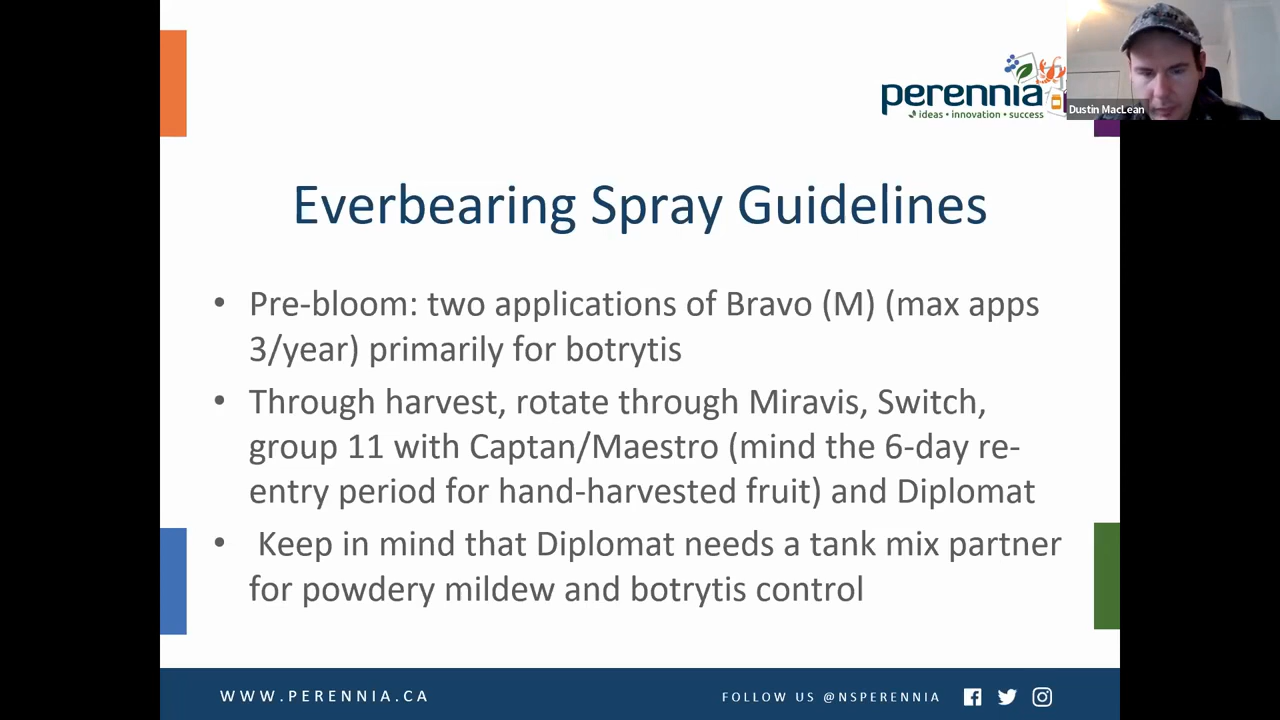 perennia
ideas • innovation • success
Dustin MacLean
Everbearing Spray Guidelines
• Pre-bloom: two applications of Bravo (M) (max apps
3/year) primarily for botrytis
• Through harvest, rotate through Miravis, Switch,
group 11 with Captan/Maestro (mind the 6-day re-
entry period for hand-harvested fruit) and Diplomat
• Keep in mind that Diplomat needs a tank mix partner
for powdery mildew and botrytis control
WWW.PERENNIA.CA
FOLLOW US @NSPERENNIA